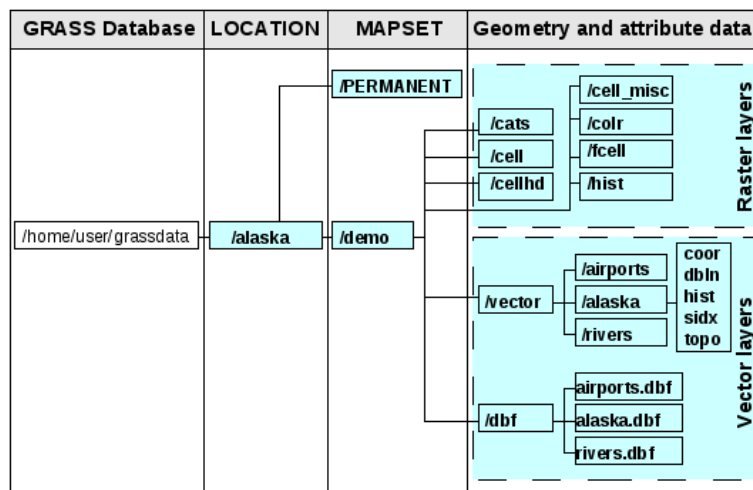 GRASS Database
LOCATION
MAPSET
Geometry and attribute data
/PERMANENT
/cell_misc
/cats
/colr
/cell
/fcell
/cellhd
/hist
Raster layers
/home/user/grassdata
/alaska
/demo
/vector
/airports
/alaska
/rivers
coor
dbln
hist
sidx
topo
/dbf
airports.dbf
alaska.dbf
rivers.dbf
Vector layers